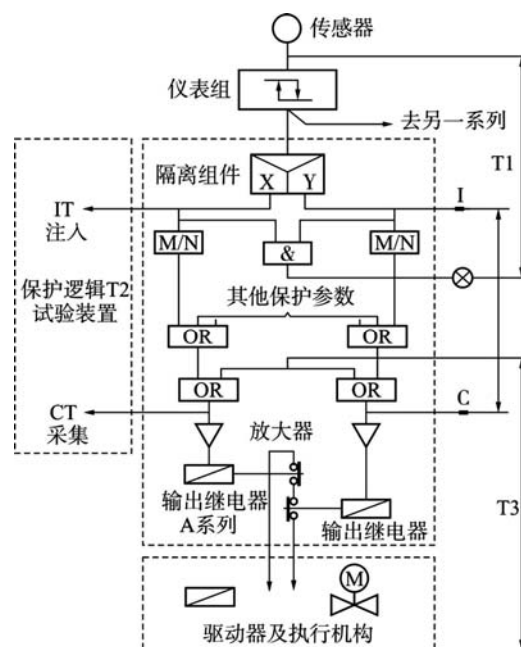 传感器
仪表组
去另一系列
T1
隔离组件
X Y
I
IT
注入
M/N
M/N
&
保护逻辑T2
试验装置
其他保护参数
OR
OR
OR
OR
C
CT
采集
放大器
输出继电器
A系列
输出继电器
T3
M
驱动器及执行机构